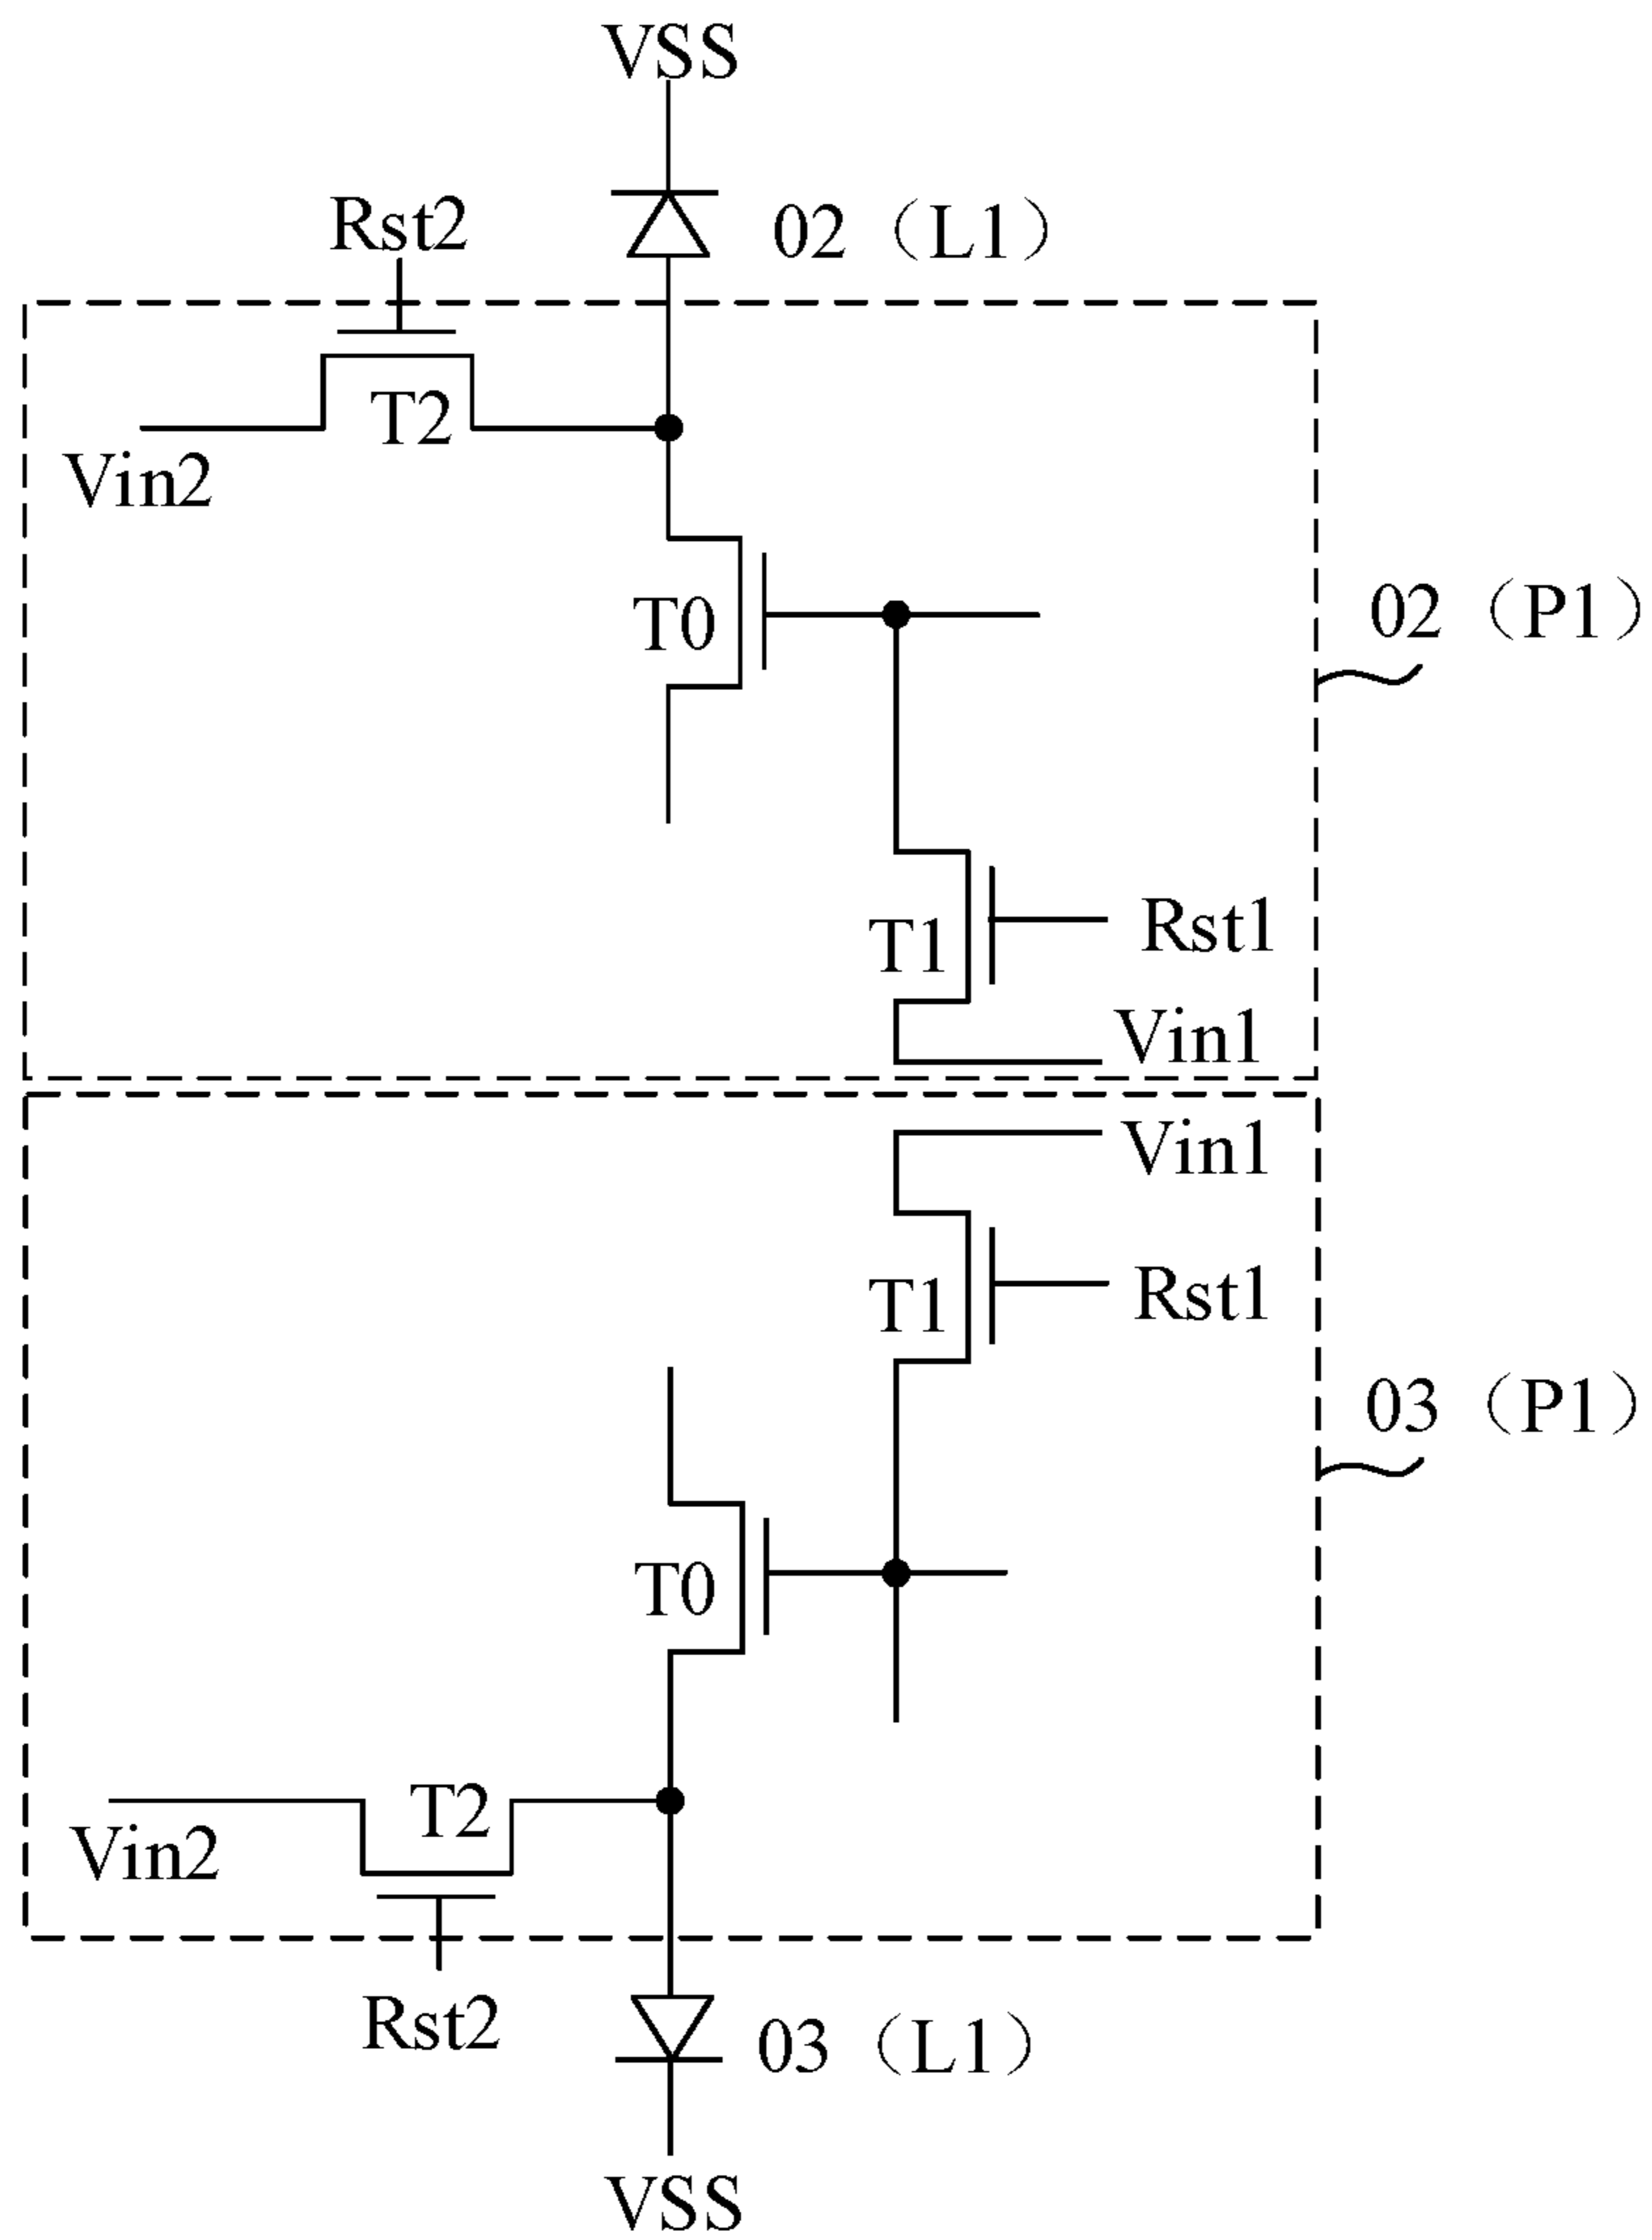 VSS
Rst2
02（L1）
T2
Vin2
T0
02（P1）
T1
Rst1
Vin1
Vin1
T1
Rst1
03（P1）
T0
T2
Vin2
Rst2
03（L1）
VSS